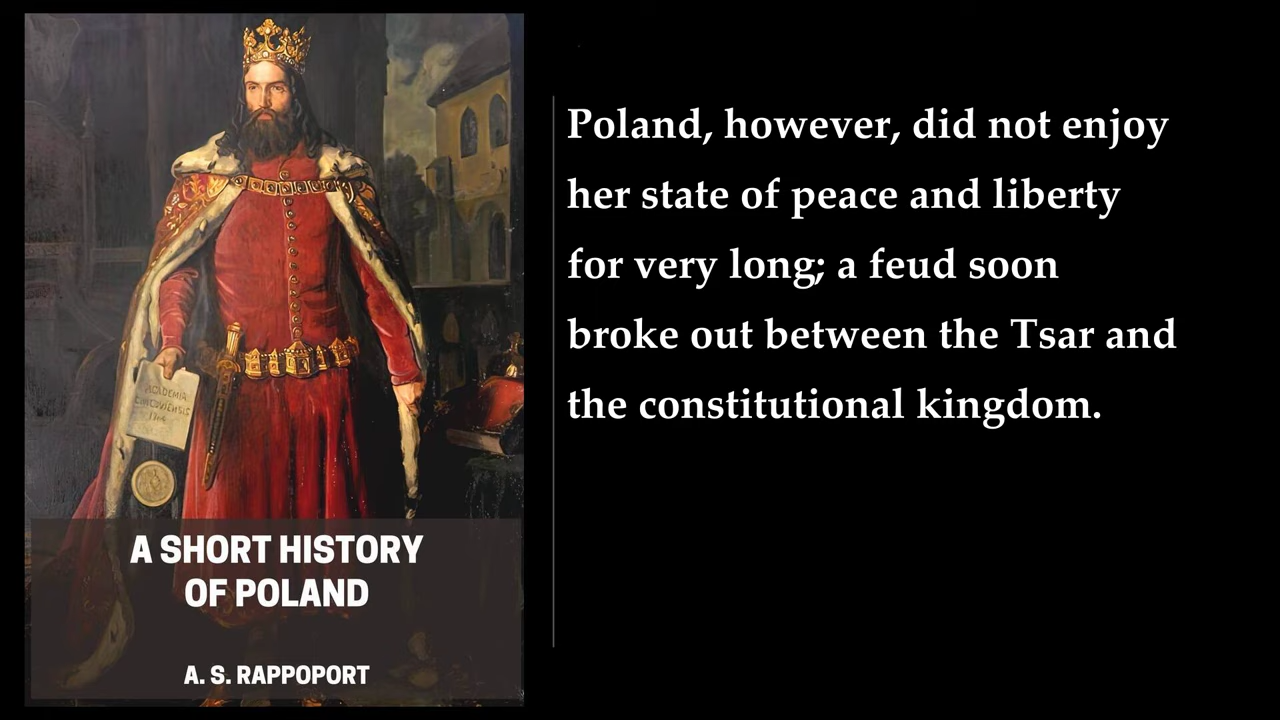 ACADEMIA
A SHORT HISTORY
OF POLAND
A. S. RAPPOPORT
Poland, however, did not enjoy
her state of peace and liberty
for very long; a feud soon
broke out between the Tsar and
the constitutional kingdom.